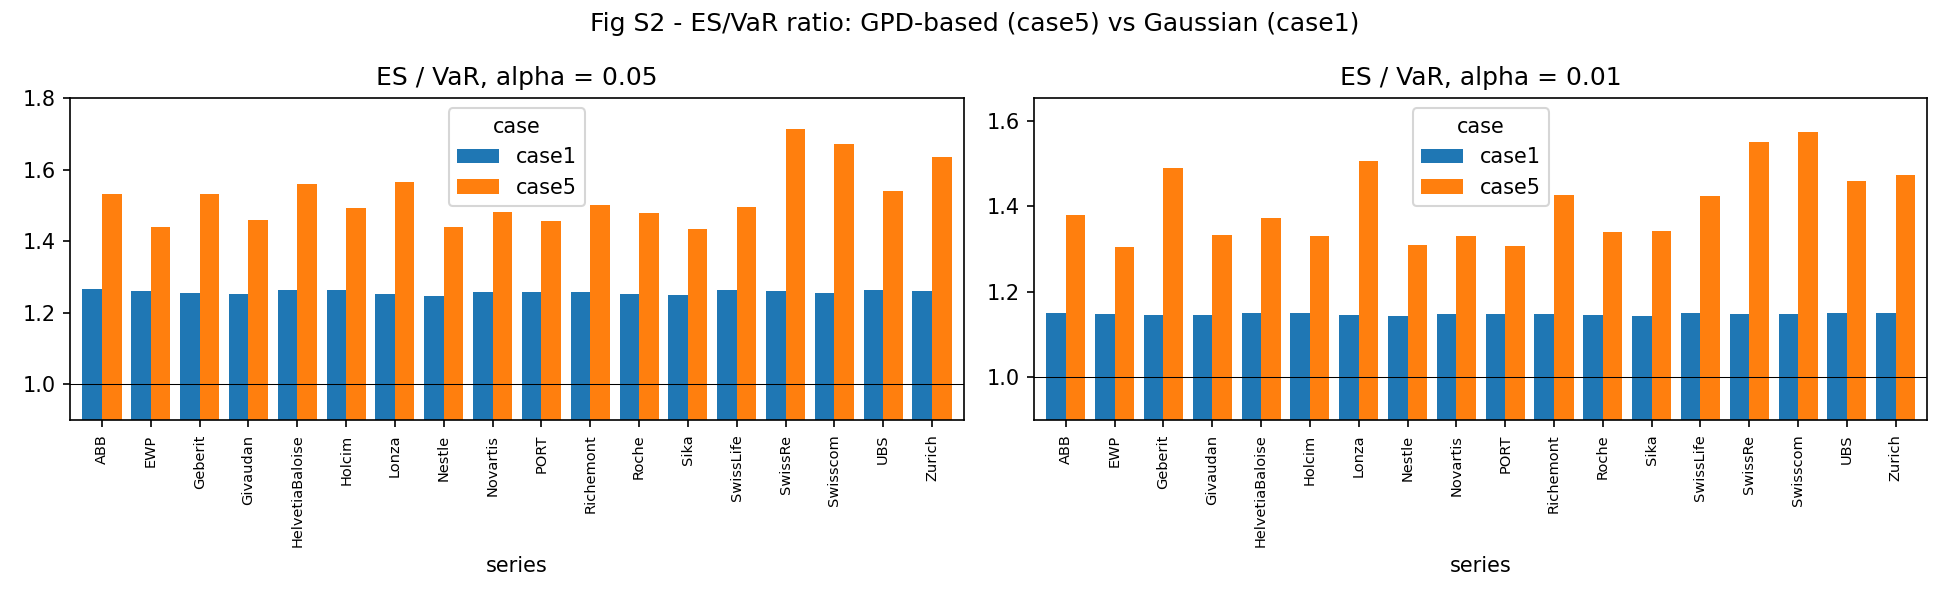 Fig S2 - ES/VaR ratio: GPD-based (case5) vs Gaussian (case1)
ES / VaR, alpha = 0.05
1.8
1.6
1.4
1.2
1.0
case
case1
case5
ABB
EWP
Geberit
Givaudan
HelvetiaBaloise
Holcim
Lonza
Nestle
Novartis
PORT
Richemont
Roche
Sika
SwissLife
SwissRe
Swisscom
UBS
Zurich
series
ES / VaR, alpha = 0.01
1.6
1.4
1.2
1.0
case
case1
case5
ABB
EWP
Geberit
Givaudan
HelvetiaBaloise
Holcim
Lonza
Nestle
Novartis
PORT
Richemont
Roche
Sika
SwissLife
SwissRe
Swisscom
UBS
Zurich
series